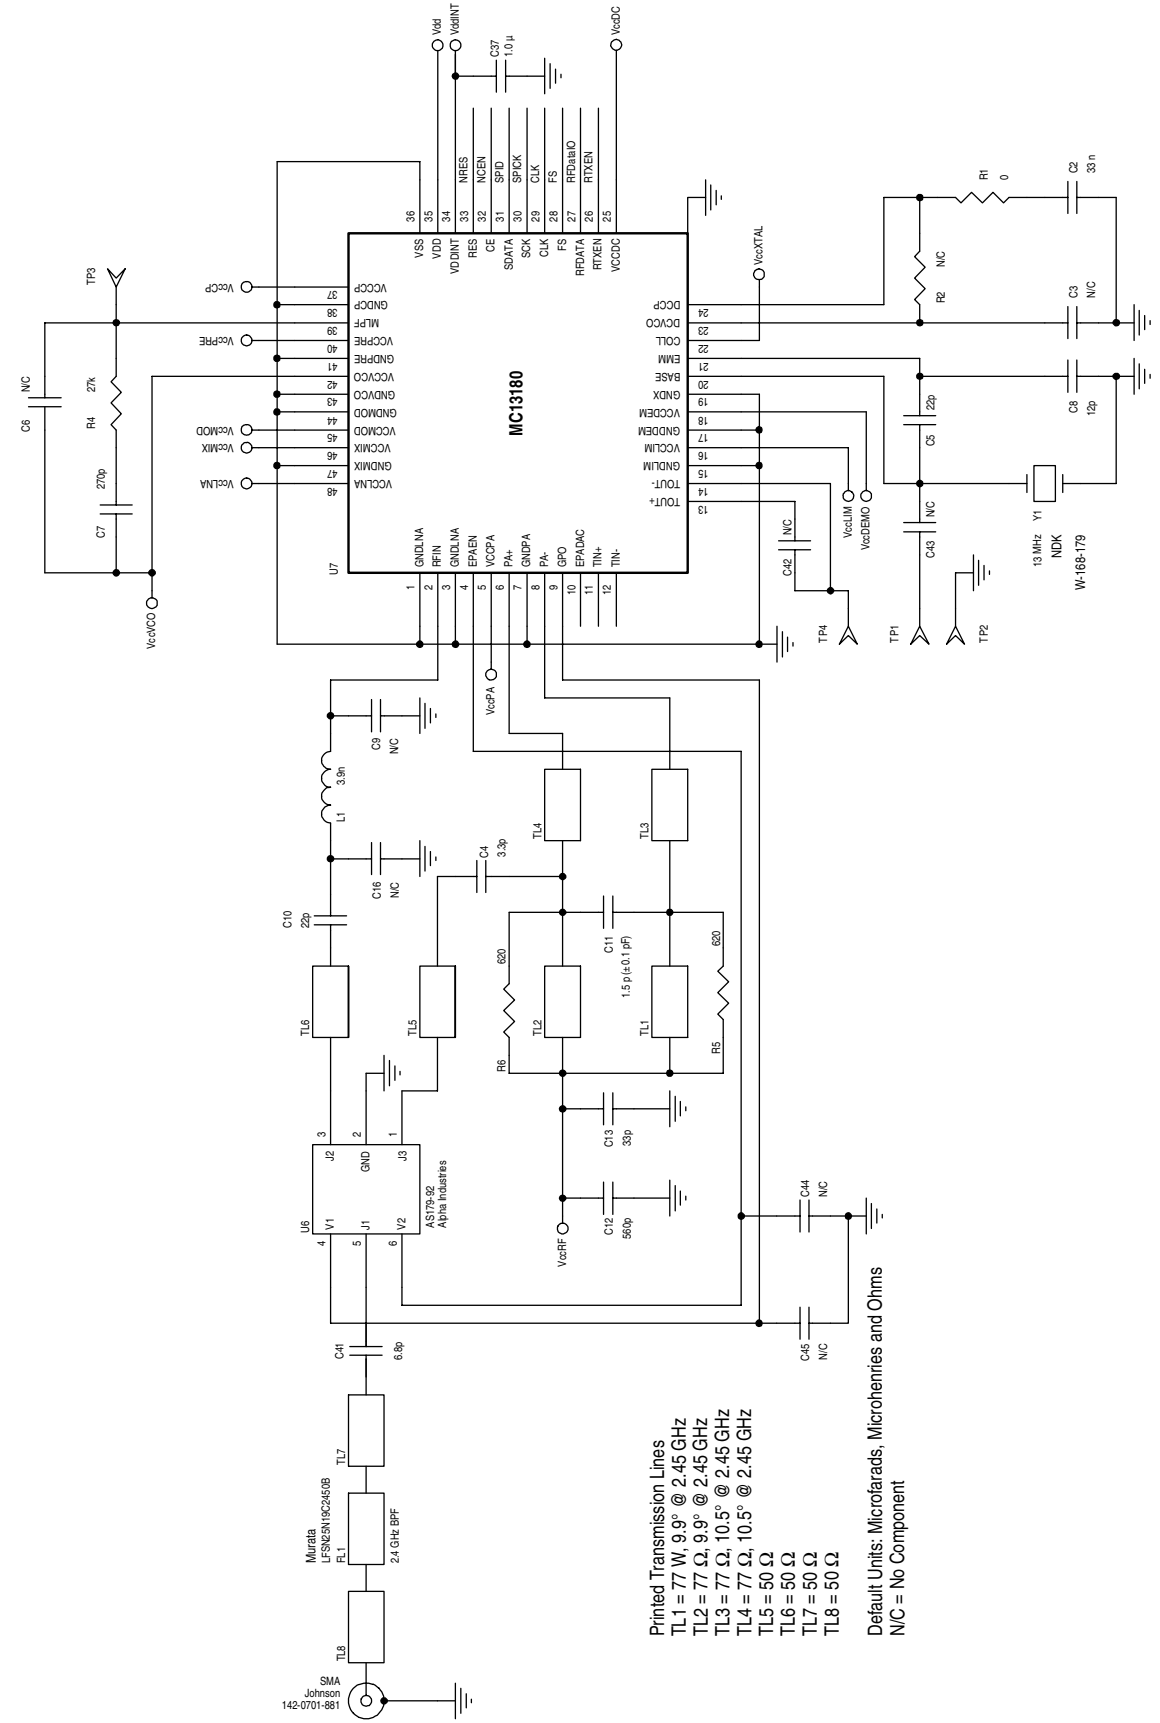 SMA
Johnson
142-0701-881
TL8
Murata
LFSN25N19C2450B
FL1
2.4 GHz BPF
TL7
C41
6.8p
U6
V1
J1
V2
4
5
6
J2
GND
J3
3
2
1
AS179-92
Alpha Industries
TL6
TL5
C10
22p
C16
N/C
L1
3.9n
C9
N/C
C4
3.3p
TL4
TL3
TL2
TL1
R6
620
R5
620
C11
1.5 p (±0.1 pF)
C13
33p
C12
560p
VccRF
C44
N/C
C45
N/C
VccPA
U7
MC13180
1
GNDLNA
2
RFIN
3
GNDLNA
4
EPAEN
5
VCCPA
6
PA+
7
GNDPA
8
PA-
9
GPO
10
EPADAC
11
TIN+
12
TIN-
13
TOUT+
14
TOUT-
15
GNDLIM
16
VCCLIM
17
GNDDEM
18
VCCDEM
19
GNDX
20
BASE
21
EMM
22
COLL
23
DCVCO
24
DCCP
25
VCCDC
26
RTXEN
27
RFDATA
28
FS
29
CLK
30
SCK
31
SDATA
32
CE
33
RES
34
VDDINT
35
VDD
36
VSS
37
VCCCP
38
GNDCP
39
MLPF
40
VCCPRE
41
GNDPRE
42
VCCVCO
43
GNDVCO
44
GNDMOD
45
VCCMOD
46
VCCMIX
47
GNDMIX
48
VCCLNA
NRES
NCEN
SPID
SPICK
CLK
FS
RFDataIO
RTXEN
Vdd
VddINT
C37
1.0 µ
VccDC
VccCP
VccPRE
VccMOD
VccMIX
VccLNA
VccVCO
TP3
C6
N/C
R4
27k
C7
270p
VccXTAL
R1
0
C2
33 n
R2
N/C
C3
N/C
C8
12p
C5
22p
C43
N/C
Y1
13 MHz
NDK
W-168-179
VccLIM
VccDEMO
C42
N/C
TP4
TP1
TP2
Printed Transmission Lines
TL1 = 77 W, 9.9° @ 2.45 GHz
TL2 = 77 Ω, 9.9° @ 2.45 GHz
TL3 = 77 Ω, 10.5° @ 2.45 GHz
TL4 = 77 Ω, 10.5° @ 2.45 GHz
TL5 = 50 Ω
TL6 = 50 Ω
TL7 = 50 Ω
TL8 = 50 Ω
Default Units: Microfarads, Microhenries and Ohms
N/C = No Component